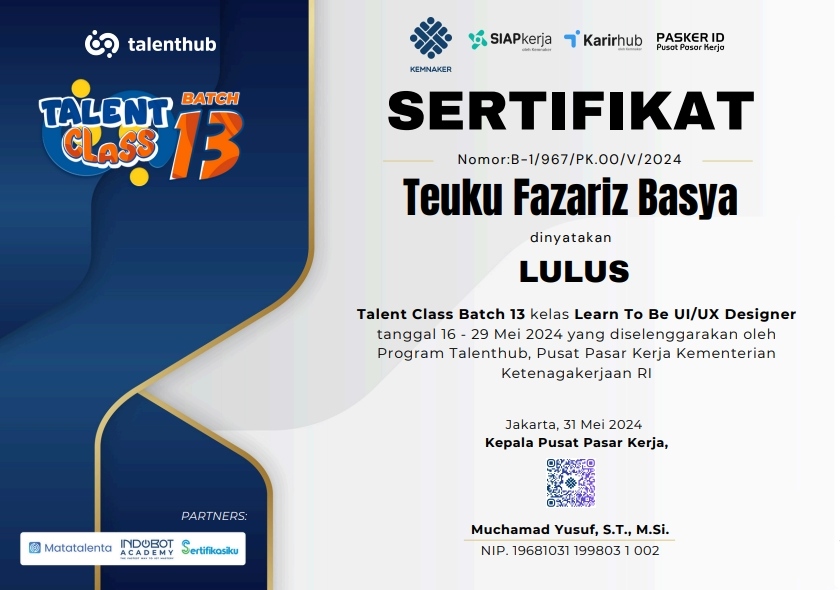 talenthub
TALENT CLASS
BATCH 13
KEMNAKER
SIAPkerja
oleh Kemnaker
Karirhub
PASKER ID
Pusat Pasar Kerja
SERTIFIKAT
Nomor:B-1/967/PK.00/V/2024
Teuku Fazariz Basya
dinyatakan
LULUS
Talent Class Batch 13 kelas Learn To Be UI/UX Designer
tanggal 16 - 29 Mei 2024 yang diselenggarakan oleh
Program Talenthub, Pusat Pasar Kerja Kementerian
Ketenagakerjaan RI
Jakarta, 31 Mei 2024
Kepala Pusat Pasar Kerja,
Muchamad Yusuf, S.T., M.Si.
NIP. 19681031 199803 1 002
PARTNERS:
Matatalenta
INDOBOT
ACADEMY
Sertifikasiku